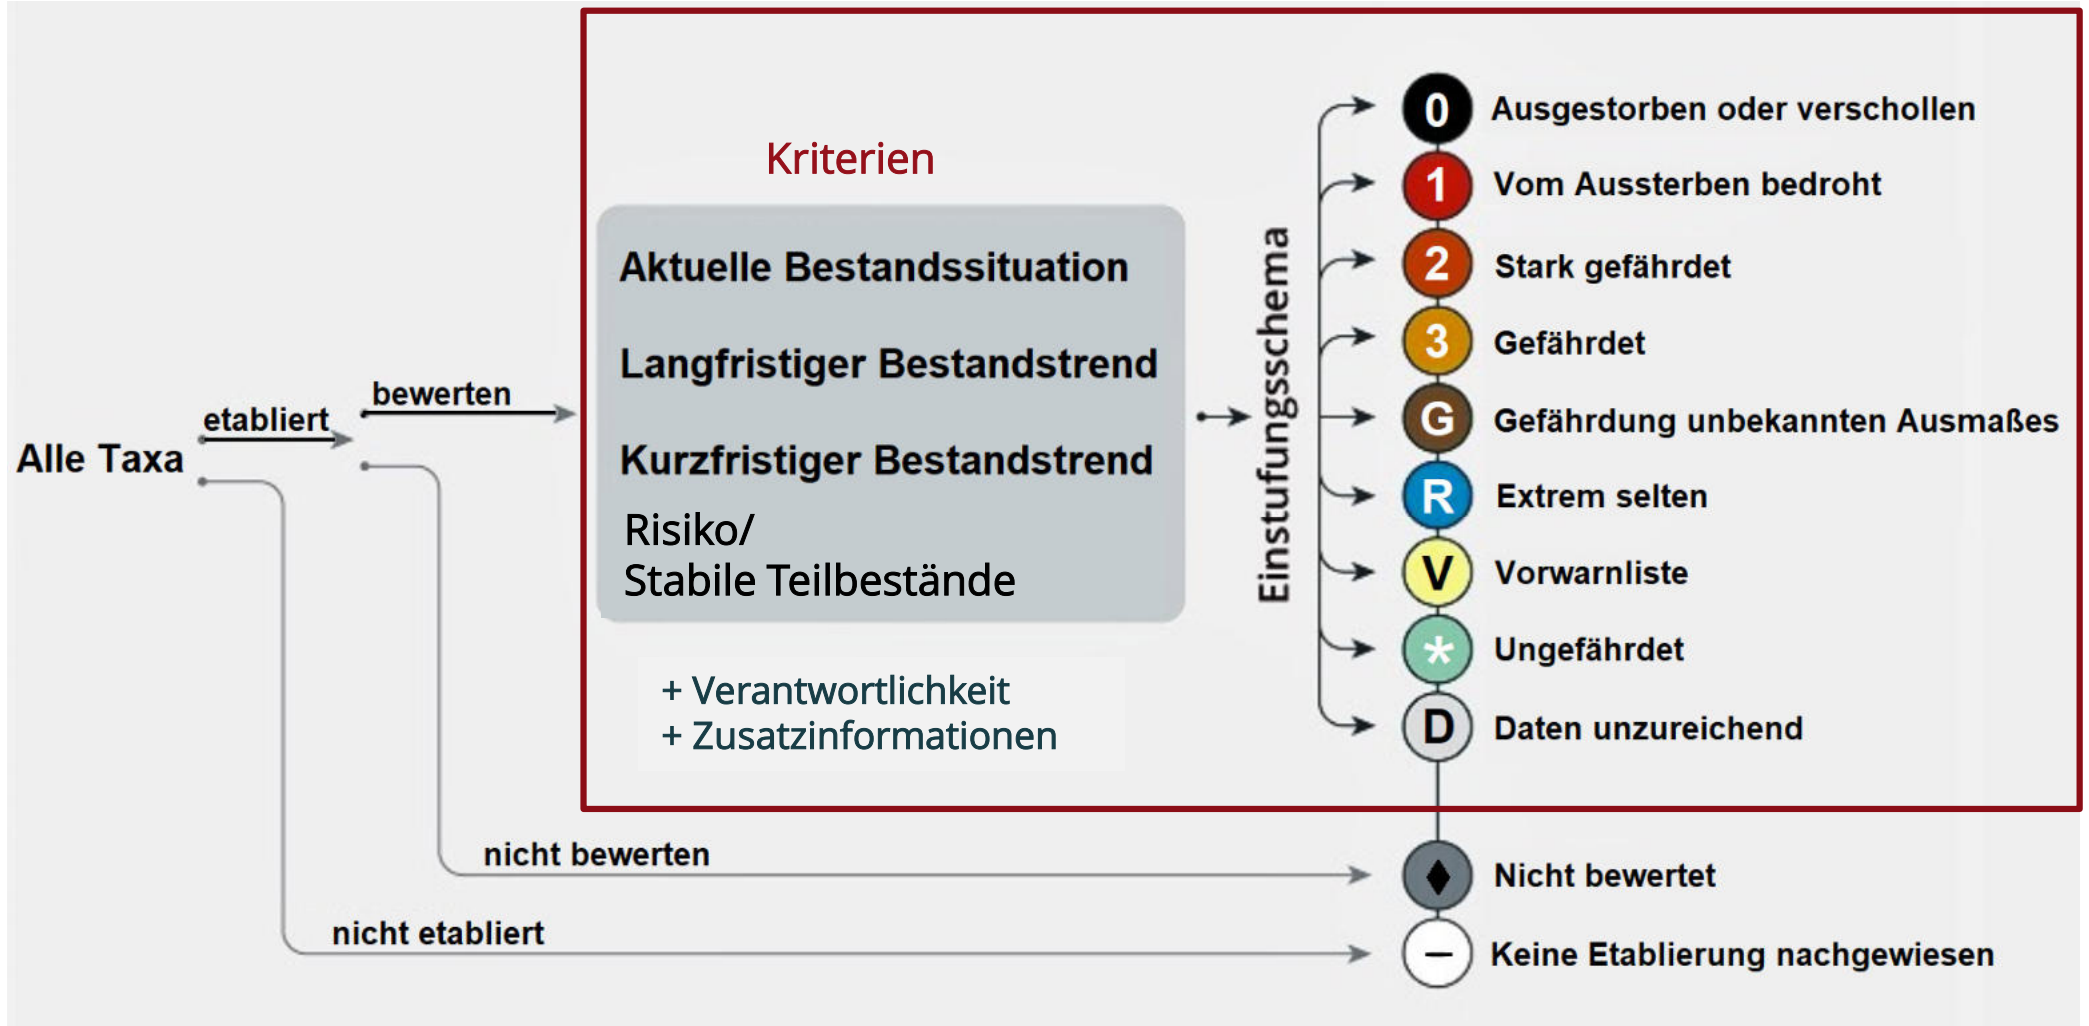 Kriterien
Alle Taxa
etabliert
bewerten
Aktuelle Bestandssituation
Langfristiger Bestandstrend
Kurzfristiger Bestandstrend
Risiko/
Stabile Teilbestände
+ Verantwortlichkeit
+ Zusatzinformationen
Einstufungsschema
0 Ausgestorben oder verschollen
1 Vom Aussterben bedroht
2 Stark gefährdet
3 Gefährdet
G Gefährdung unbekannten Ausmaßes
R Extrem selten
V Vorwarnliste
* Ungefährdet
D Daten unzureichend
nicht bewerten
♦ Nicht bewertet
nicht etabliert
– Keine Etablierung nachgewiesen